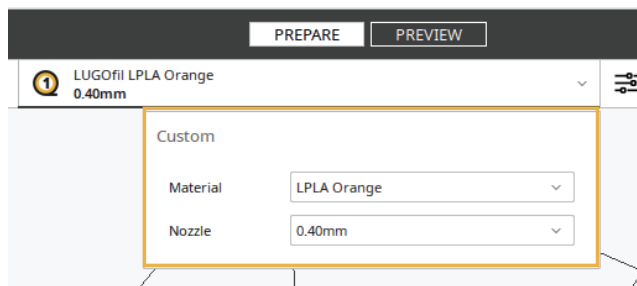 PREPARE PREVIEW
1 LUGOfil LPLA Orange
0.40mm
Custom
Material LPLA Orange
Nozzle 0.40mm